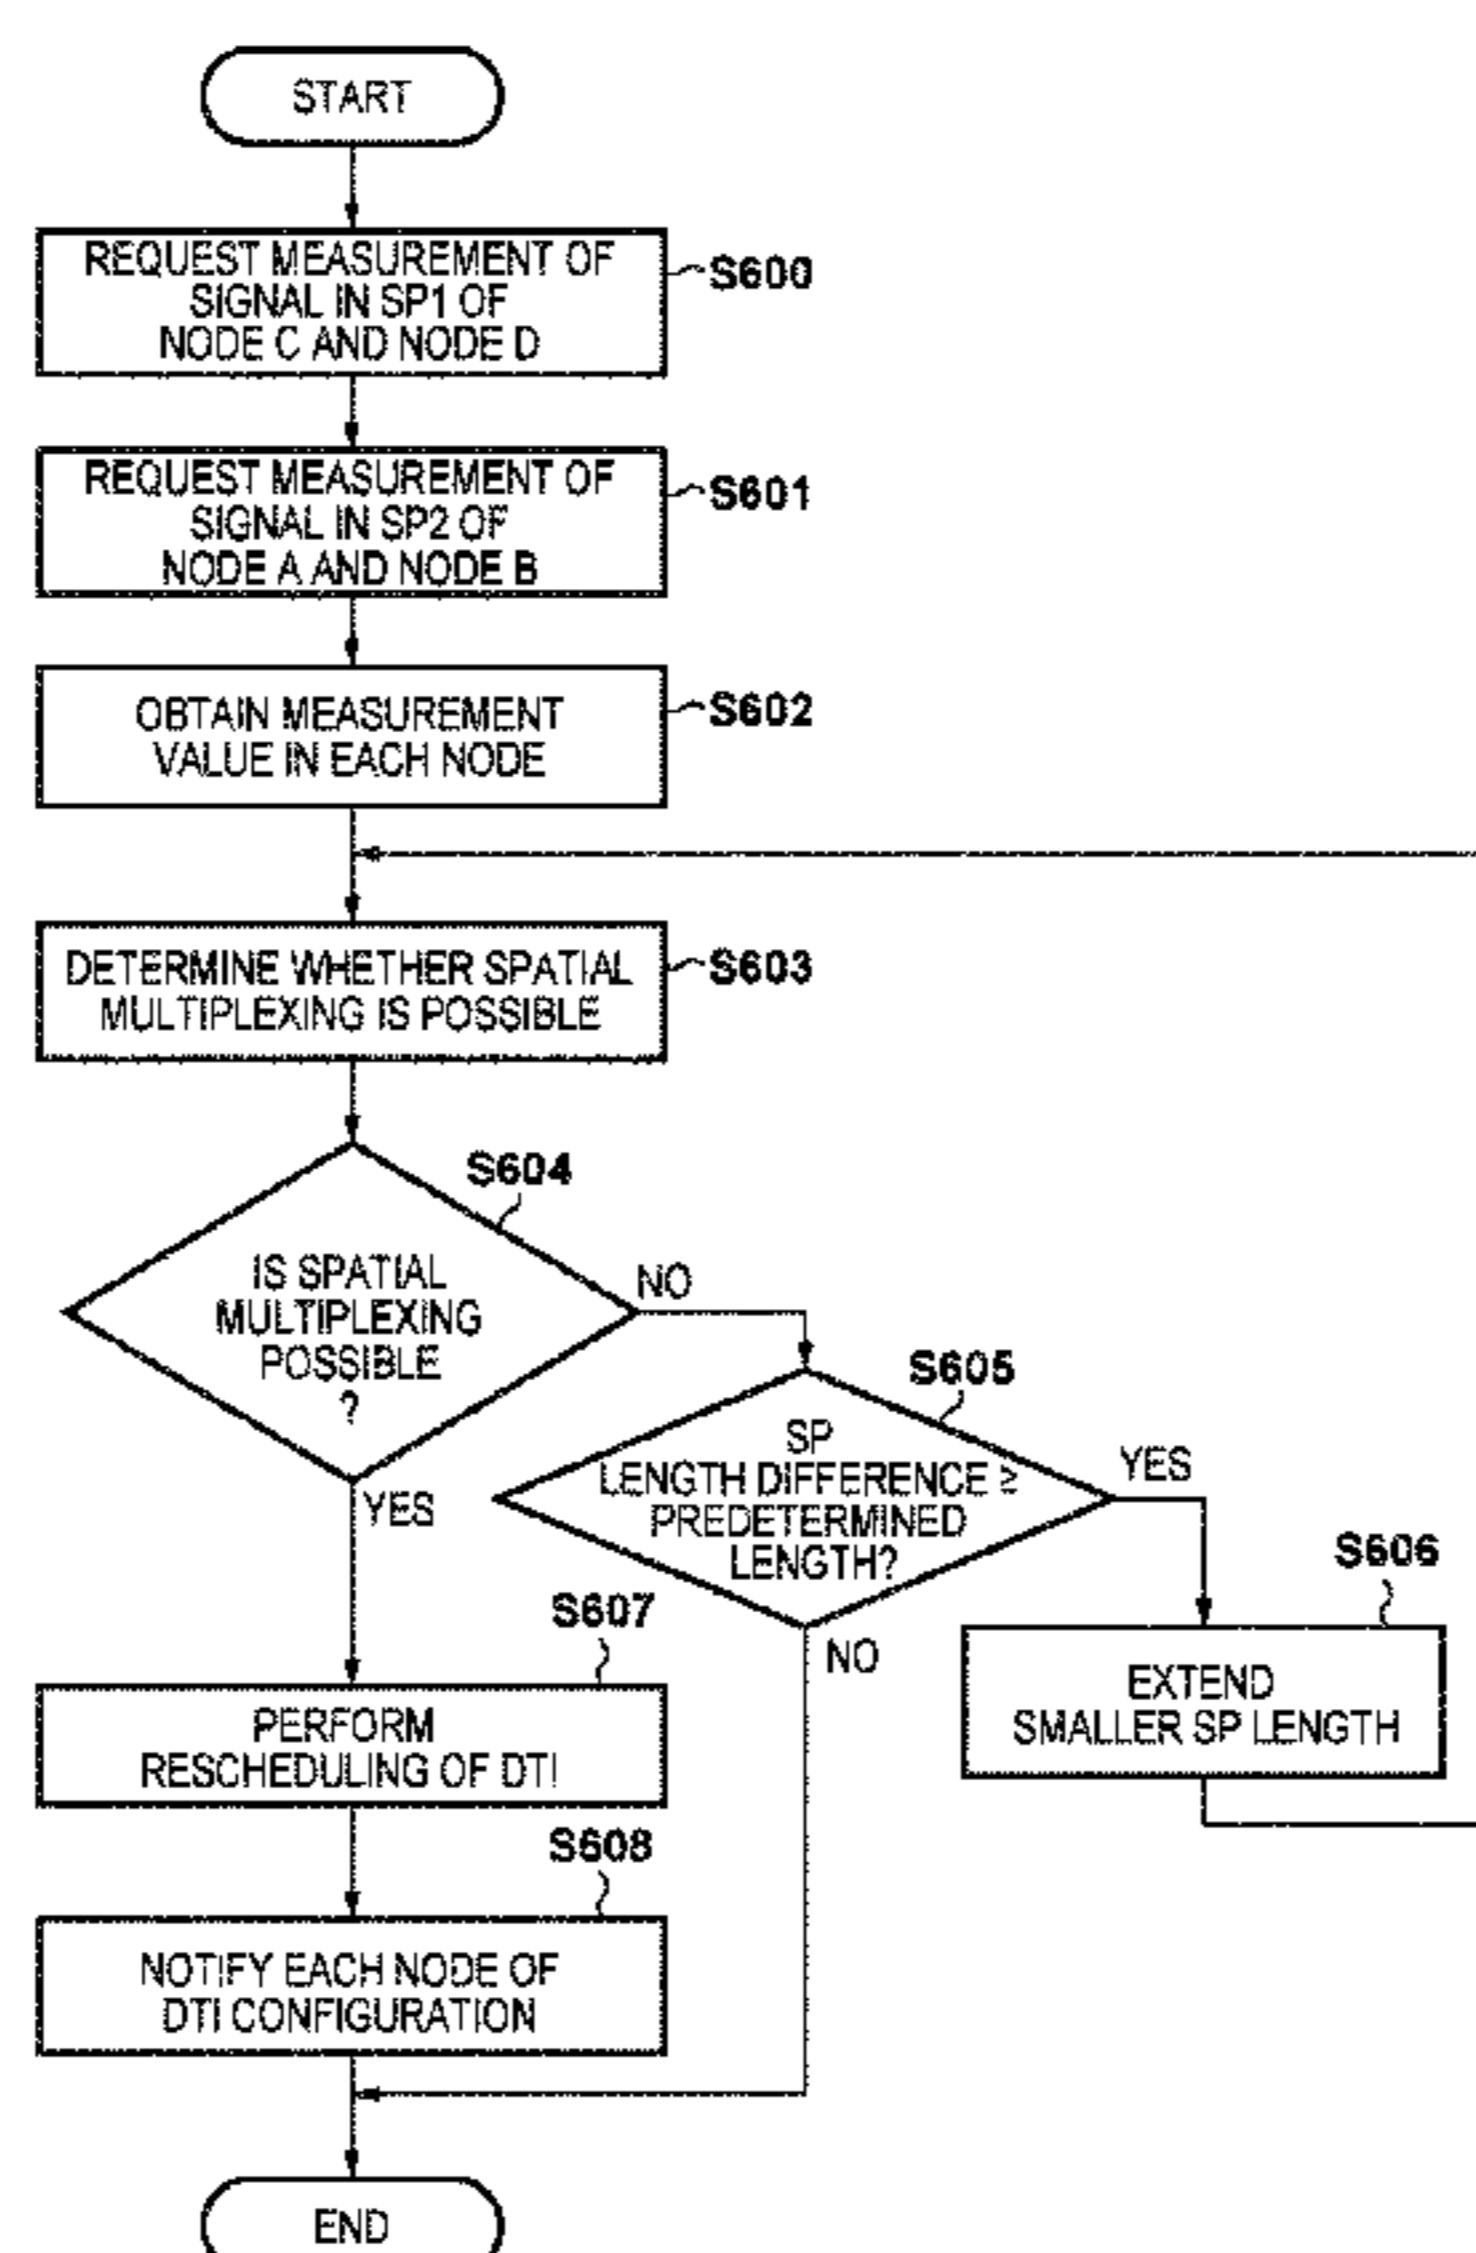 START
REQUEST MEASUREMENT OF
SIGNAL IN SP1 OF
NODE C AND NODE D
S600
REQUEST MEASUREMENT OF
SIGNAL IN SP2 OF
NODE A AND NODE B
S601
OBTAIN MEASUREMENT
VALUE IN EACH NODE
S602
DETERMINE WHETHER SPATIAL
MULTIPLEXING IS POSSIBLE
S603
S604
IS SPATIAL
MULTIPLEXING
POSSIBLE
?
NO
YES
S605
SP
LENGTH DIFFERENCE ≥
PREDETERMINED
LENGTH?
YES
NO
S606
EXTEND
SMALLER SP LENGTH
S607
PERFORM
RESCHEDULING OF DTI
S608
NOTIFY EACH NODE OF
DTI CONFIGURATION
END